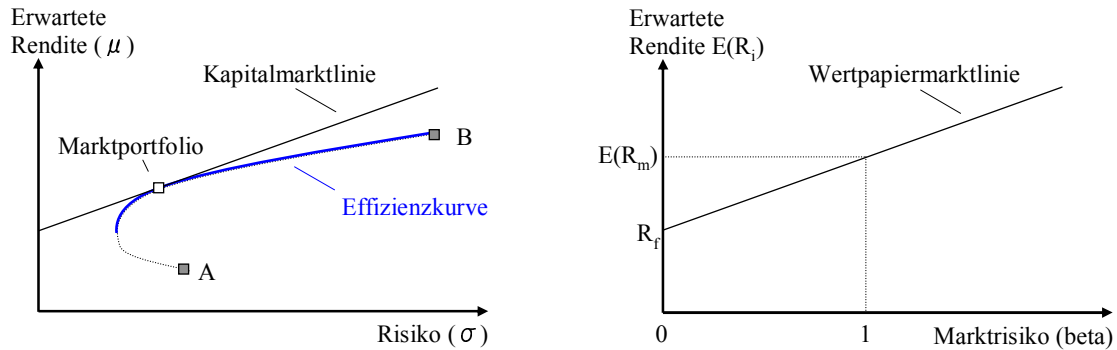 Erwartete
Rendite (μ)
Kapitalmarktlinie
Marktportfolio
B
Effizienzkurve
A
Risiko (σ)
Erwartete
Rendite E(Ri)
Wertpapiermarktlinie
E(Rm)
Rf
0
1
Marktrisiko (beta)